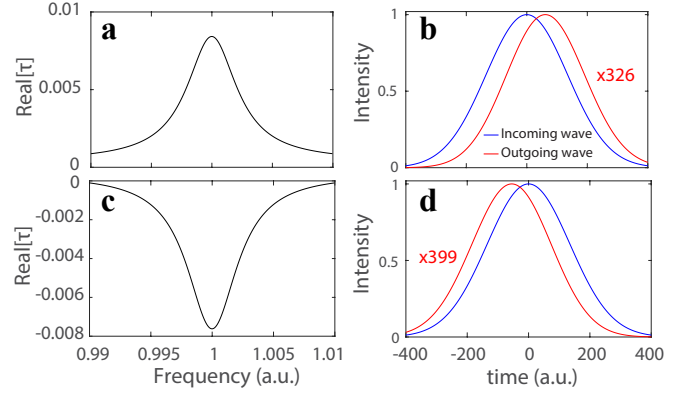 a
Real[τ]
0.01
0.005
0
b
Intensity
1
0.5
0
x326
Incoming wave
Outgoing wave
c
Real[τ]
0
-0.002
-0.004
-0.006
-0.008
0.99
0.995
1
1.005
1.01
Frequency (a.u.)
d
Intensity
1
0.5
0
x399
-400
-200
0
200
400
time (a.u.)